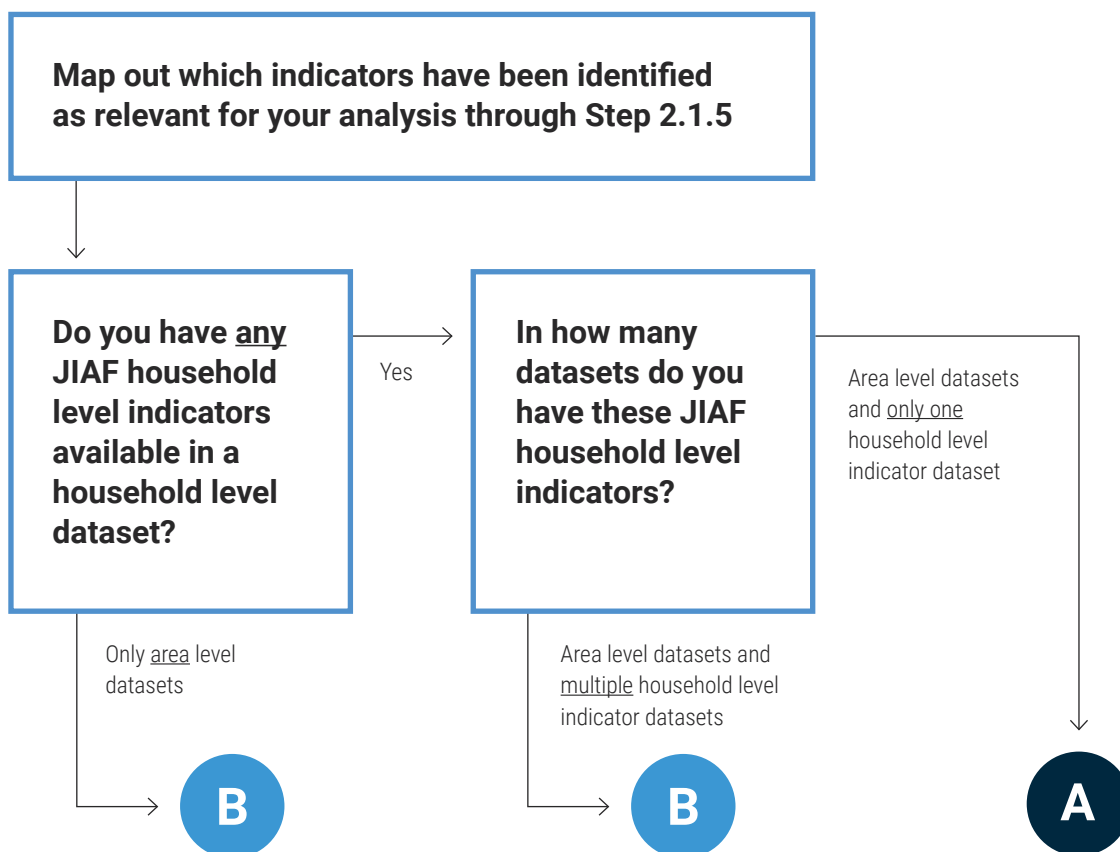 Map out which indicators have been identified
as relevant for your analysis through Step 2.1.5
Do you have any
JIAF household
level indicators
available in a
household level
dataset?
Yes
In how many
datasets do you
have these JIAF
household level
indicators?
Area level datasets
and only one
household level
indicator dataset
Only area level
datasets
Area level datasets and
multiple household level
indicator datasets
B
B
A